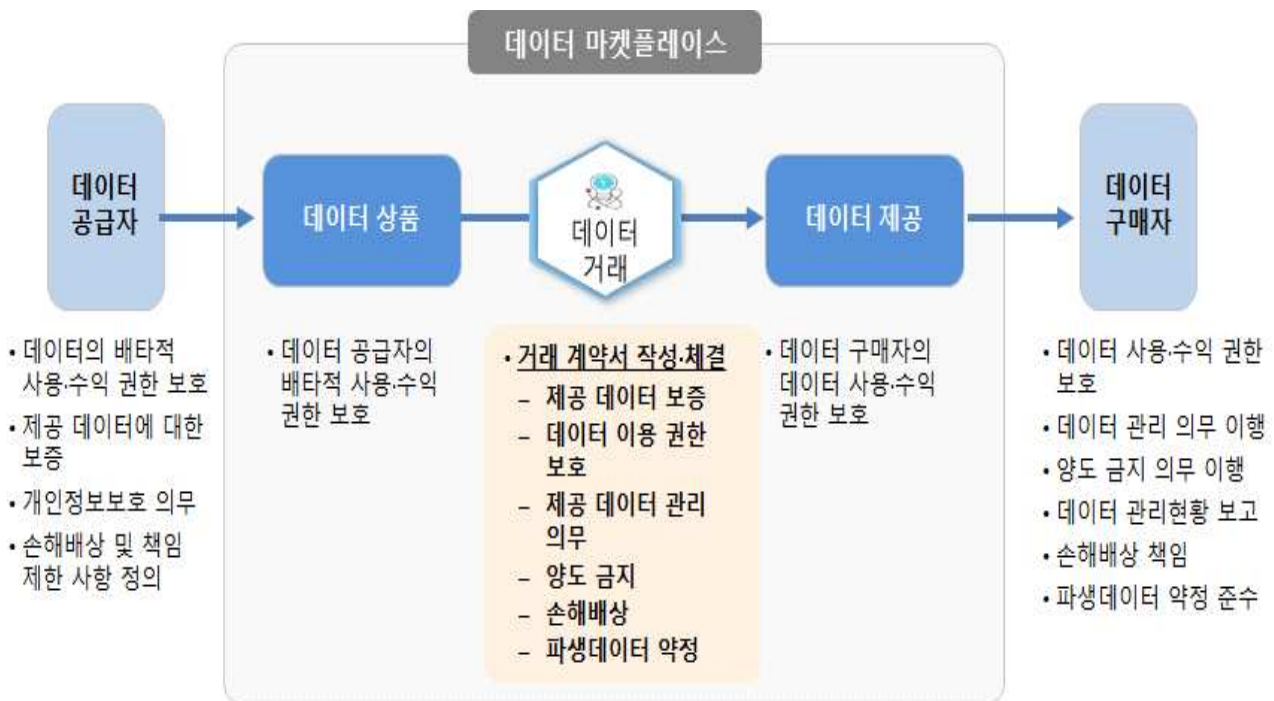 데이터 마켓플레이스
데이터
공급자
데이터 상품
데이터
거래
데이터 제공
데이터
구매자
• 데이터의 배타적
사용·수익 권한 보호
• 제공 데이터에 대한
보증
• 개인정보보호 의무
• 손해배상 및 책임
제한 사항 정의
• 데이터 공급자의
배타적 사용·수익
권한 보호
• 거래 계약서 작성·체결
– 제공 데이터 보증
– 데이터 이용 권한
보호
– 제공 데이터 관리
의무
– 양도 금지
– 손해배상
– 파생데이터 약정
• 데이터 구매자의
데이터 사용·수익
권한 보호
• 데이터 사용·수익 권한
보호
• 데이터 관리 의무 이행
• 양도 금지 의무 이행
• 데이터 관리현황 보고
• 손해배상 책임
• 파생데이터 약정 준수